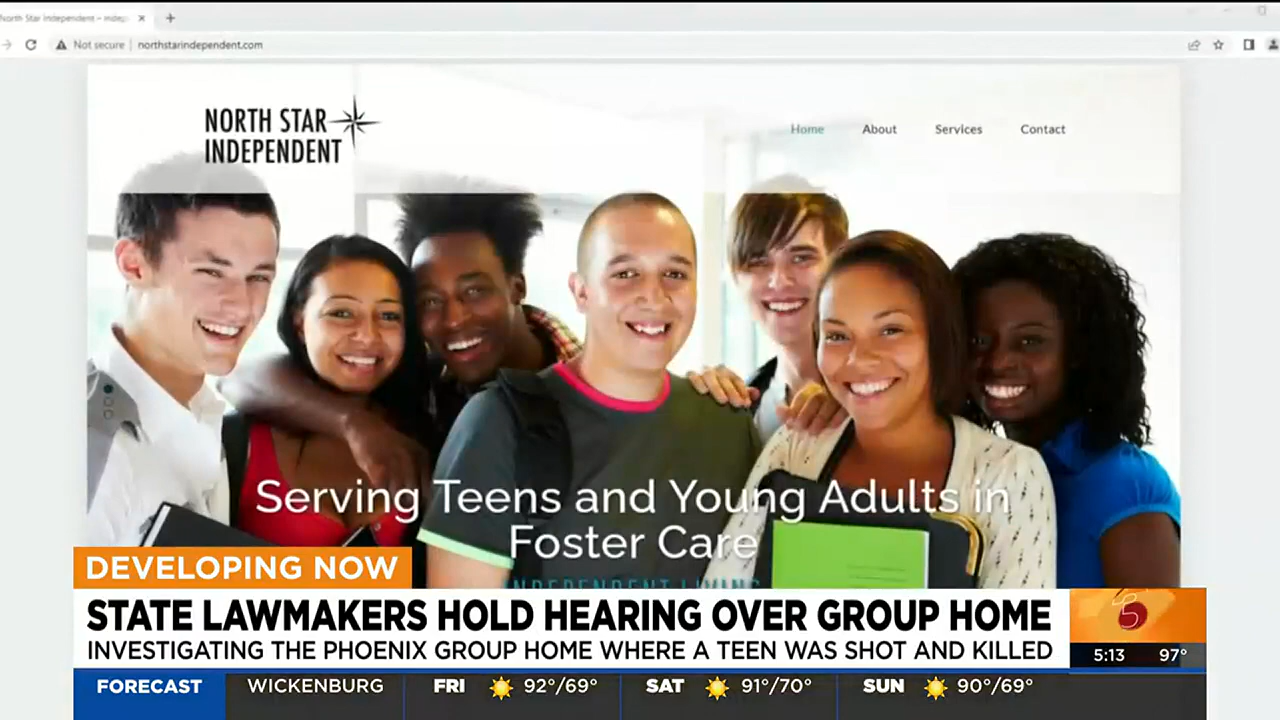 North Star Independent – Indep
Not secure
northstarindependent.com
NORTH STAR
INDEPENDENT
Home About Services Contact
Serving Teens and Young Adults in
Foster Care
INDEPENDENT LIVING
DEVELOPING NOW
STATE LAWMAKERS HOLD HEARING OVER GROUP HOME
INVESTIGATING THE PHOENIX GROUP HOME WHERE A TEEN WAS SHOT AND KILLED
5
5:13 97°
FORECAST WICKENBURG FRI 92°/69° SAT 91°/70° SUN 90°/69°